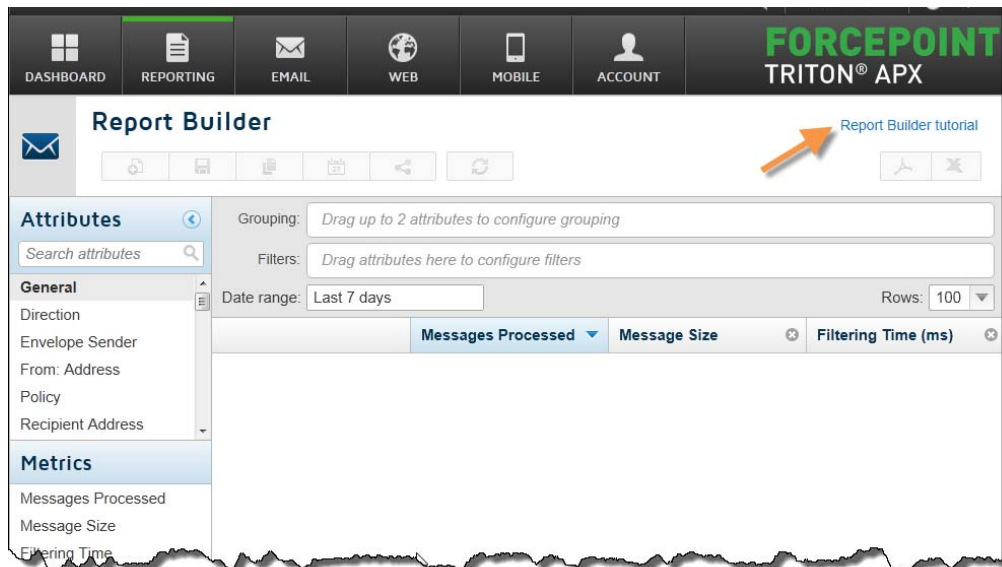 DASHBOARD REPORTING EMAIL WEB MOBILE ACCOUNT
FORCEPOINT
TRITON® APX
Report Builder
Report Builder tutorial
Attributes
Search attributes
General
Direction
Envelope Sender
From: Address
Policy
Recipient Address
Metrics
Messages Processed
Message Size
Filtering Time
Grouping: Drag up to 2 attributes to configure grouping
Filters: Drag attributes here to configure filters
Date range: Last 7 days
Rows: 100
Messages Processed Message Size Filtering Time (ms)